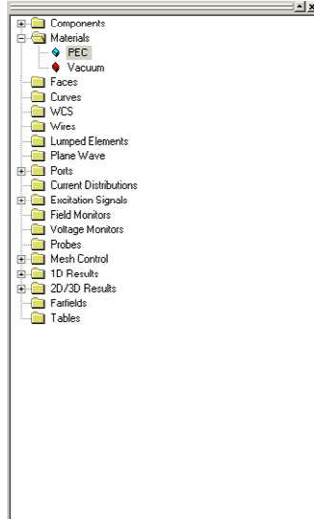 Components
Materials
PEC
Vacuum
Faces
Curves
WCS
Wires
Lumped Elements
Plane Wave
Ports
Current Distributions
Excitation Signals
Field Monitors
Voltage Monitors
Probes
Mesh Control
1D Results
2D/3D Results
Farfields
Tables